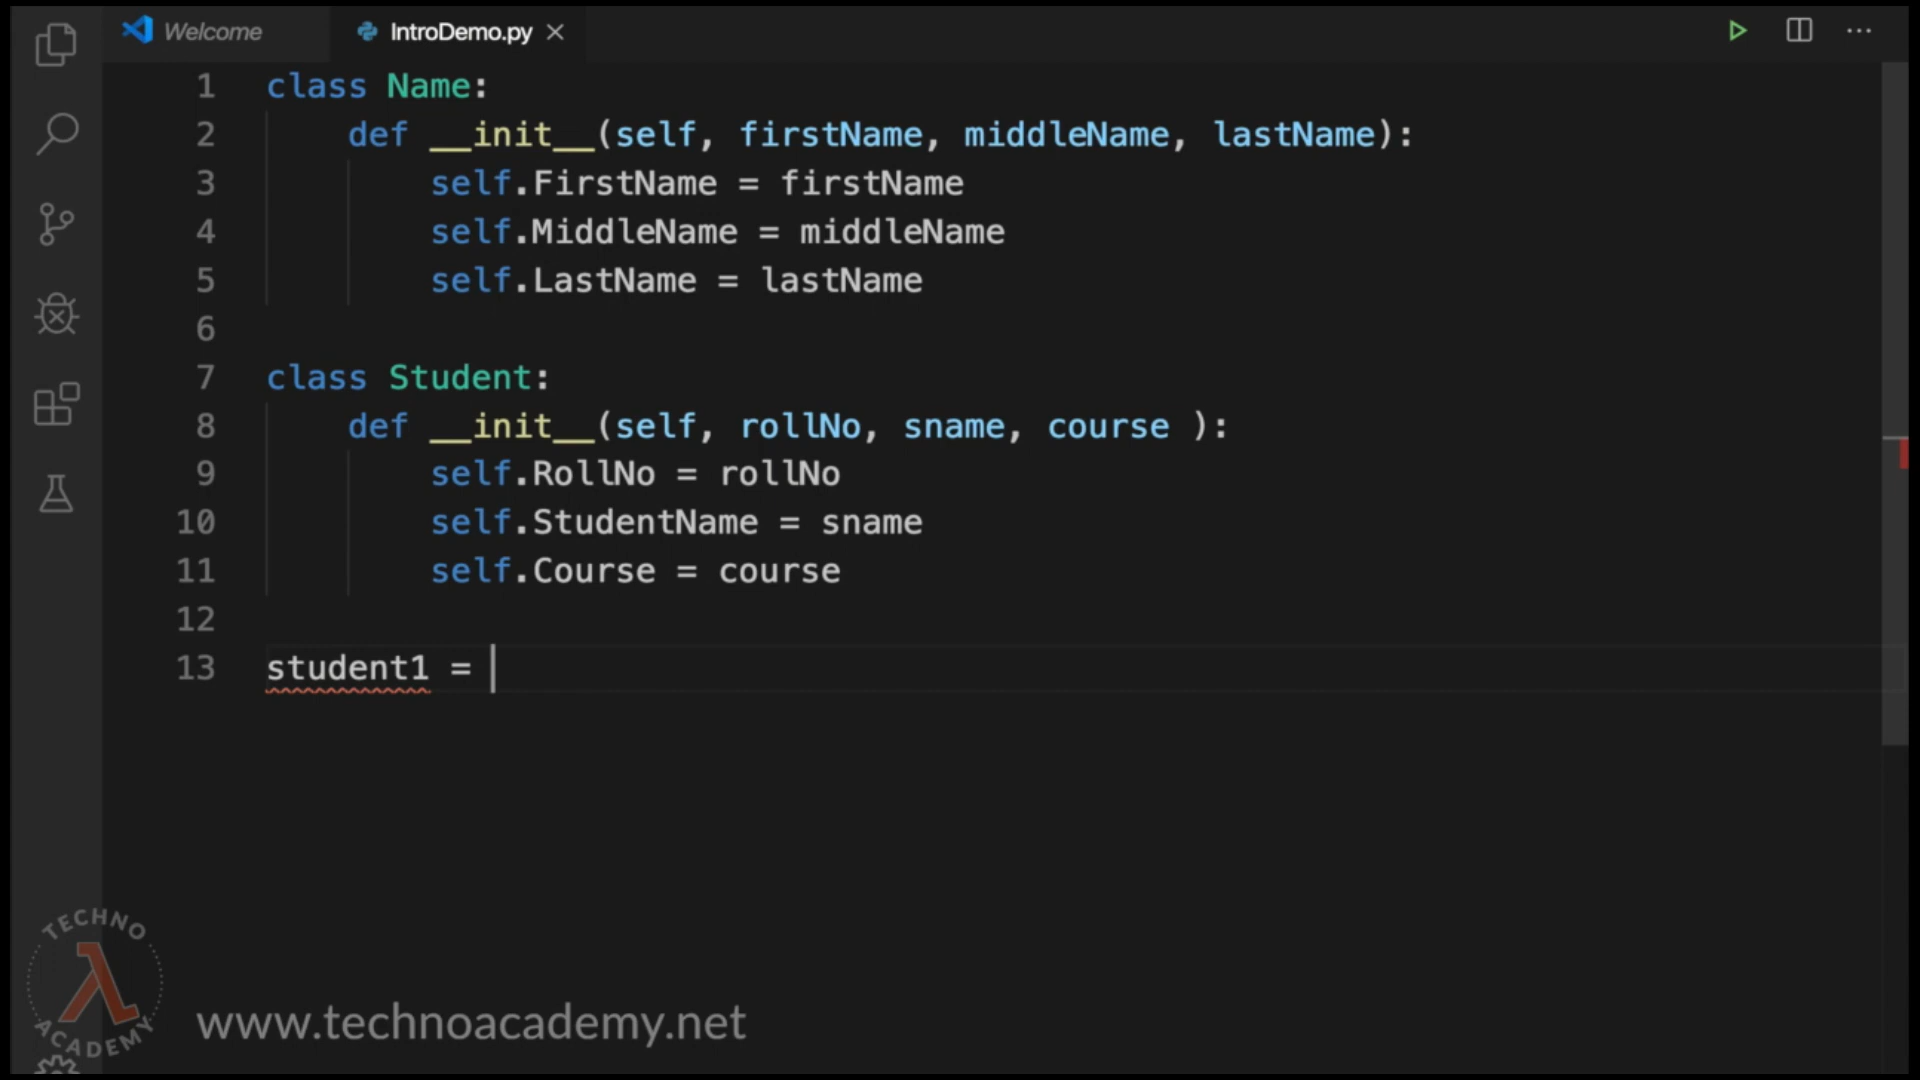 Welcome
IntroDemo.py
1 class Name:
2 def __init__(self, firstName, middleName, lastName):
3 self.FirstName = firstName
4 self.MiddleName = middleName
5 self.LastName = lastName
6
7 class Student:
8 def __init__(self, rollNo, sname, course ):
9 self.RollNo = rollNo
10 self.StudentName = sname
11 self.Course = course
12
13 student1 =
TECHNO
ACADEMY
www.technoacademy.net